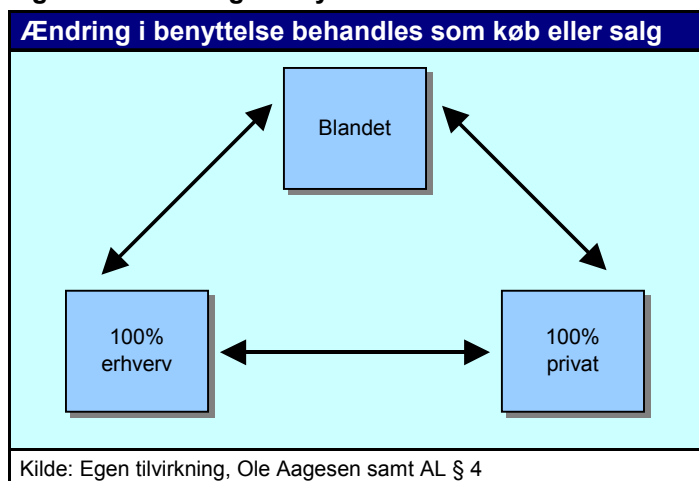 Ændring i benyttelse behandles som køb eller salg
Blandet
100%
erhverv
100%
privat
Kilde: Egen tilvirkning, Ole Aagesen samt AL § 4